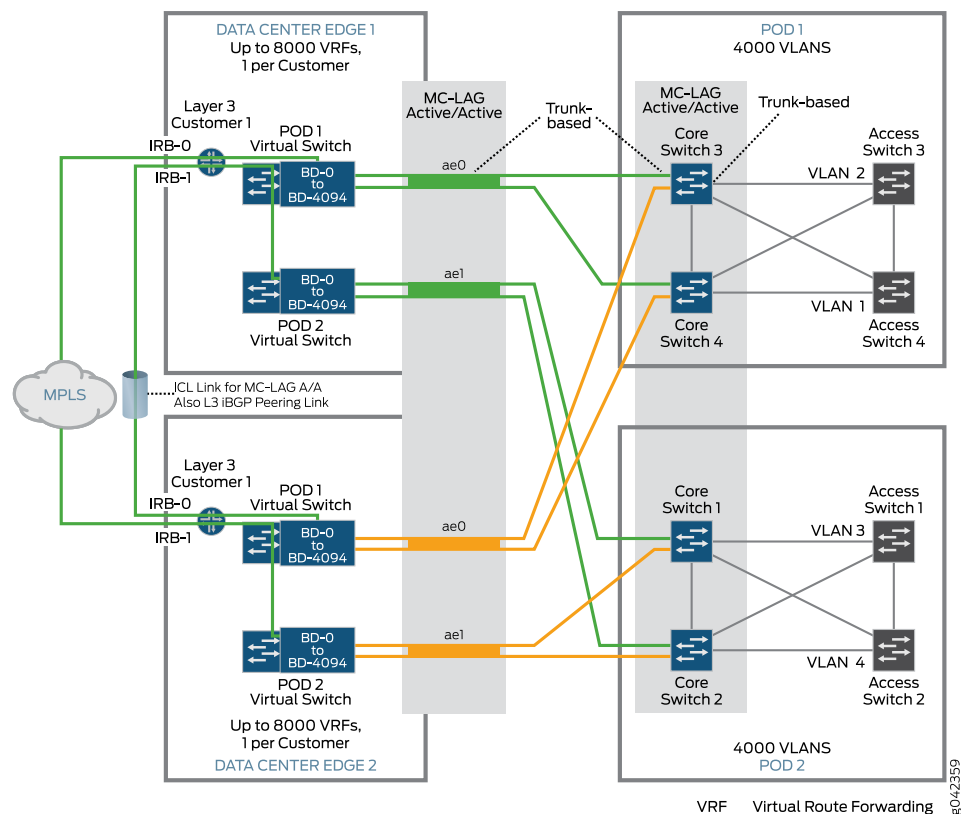 DATA CENTER EDGE 1
Up to 8000 VRFs,
1 per Customer
Layer 3
Customer 1
IRB-0
IRB-1
POD 1
Virtual Switch
BD-0
to
BD-4094
BD-0
to
BD-4094
POD 2
Virtual Switch
MC-LAG
Active/Active
ae0
ae1
Trunk-
based
POD 1
4000 VLANS
MC-LAG
Active/Active
Trunk-based
Core
Switch 3
Access
Switch 3
VLAN 2
VLAN 1
Core
Switch 4
Access
Switch 4
MPLS
ICL Link for MC-LAG A/A
Also L3 iBGP Peering Link
Layer 3
Customer 1
IRB-0
IRB-1
POD 1
Virtual Switch
BD-0
to
BD-4094
BD-0
to
BD-4094
POD 2
Virtual Switch
Up to 8000 VRFs,
1 per Customer
DATA CENTER EDGE 2
ae0
ae1
Core
Switch 1
Access
Switch 1
VLAN 3
VLAN 4
Core
Switch 2
Access
Switch 2
4000 VLANS
POD 2
VRF Virtual Route Forwarding
g042359